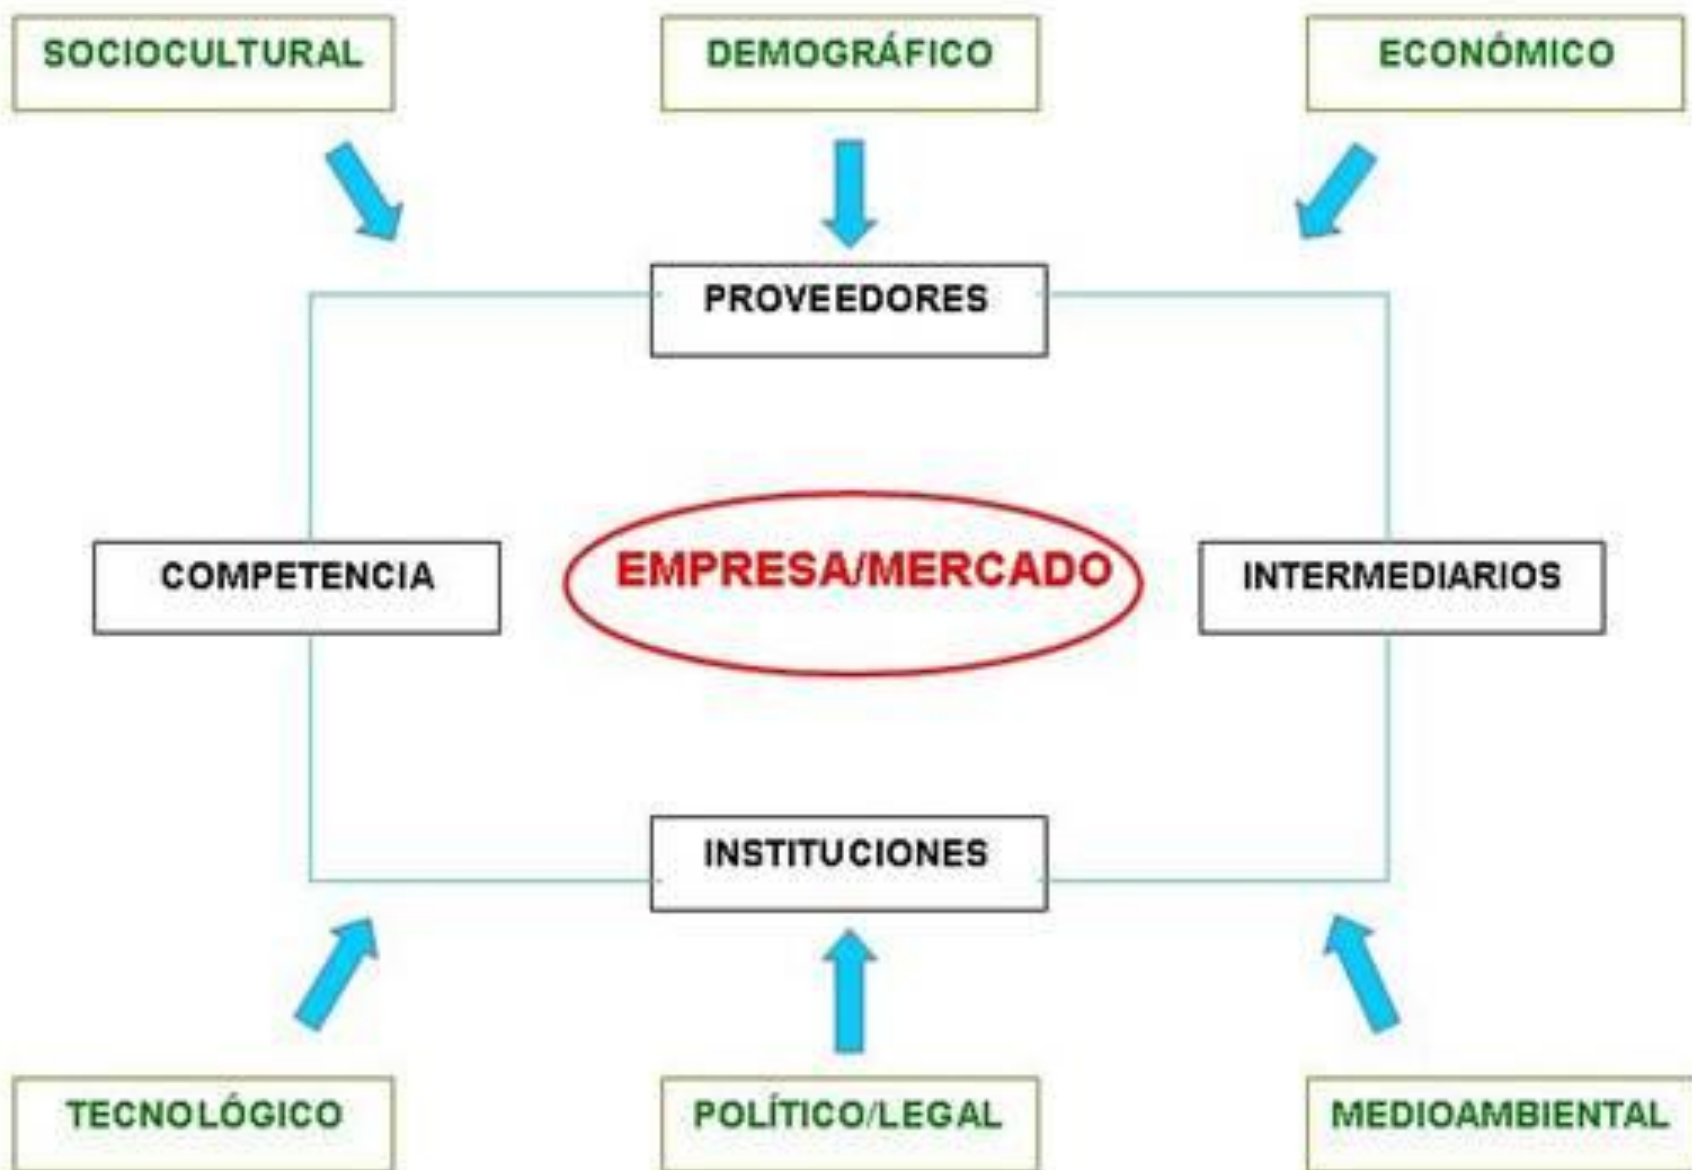 SOCIOCULTURAL
DEMOGRÁFICO
ECONÓMICO
PROVEEDORES
COMPETENCIA
EMPRESA/MERCADO
INTERMEDIARIOS
INSTITUCIONES
TECNOLÓGICO
POLÍTICO/LEGAL
MEDIOAMBIENTAL